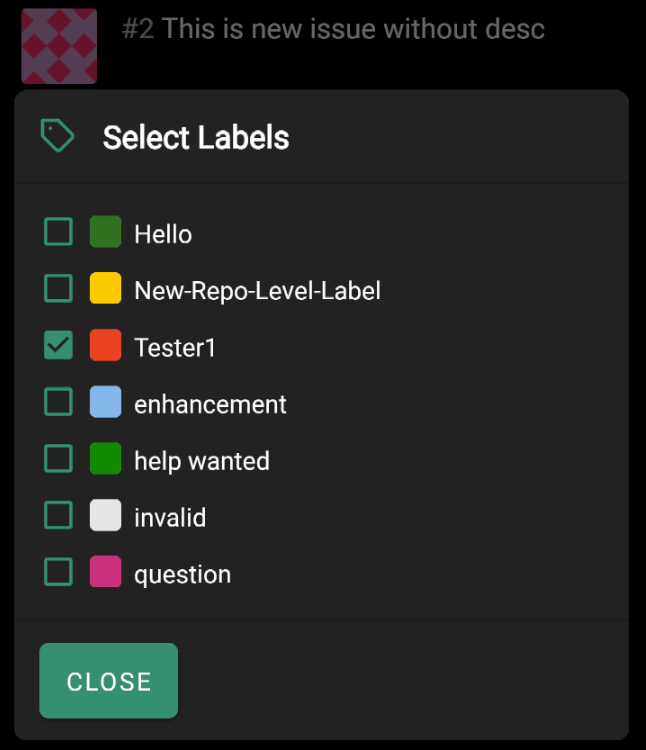 #2 This is new issue without desc
Select Labels
Hello
New-Repo-Level-Label
Tester1
enhancement
help wanted
invalid
question
CLOSE